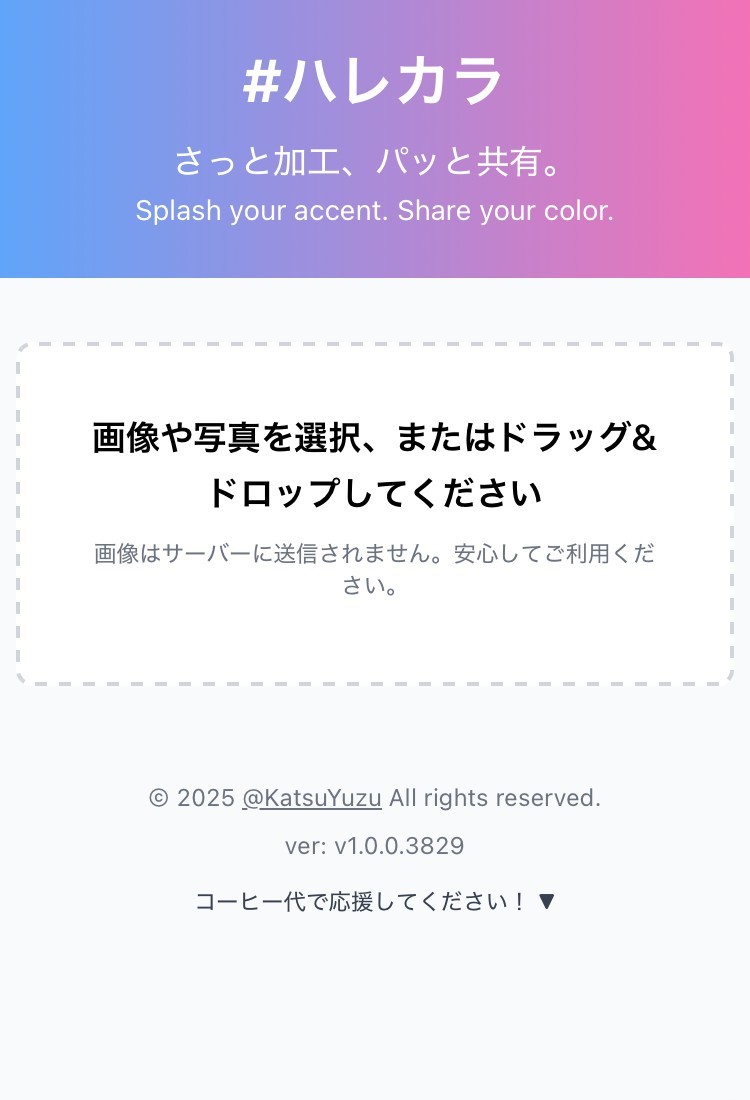 #ハレカラ
さっと加工、パッと共有。
Splash your accent. Share your color.
画像や写真を選択、またはドラッグ&
ドロップしてください
画像はサーバーに送信されません。安心してご利用くだ
さい。
© 2025 @KatsuYuzu All rights reserved.
ver: v1.0.0.3829
コーヒー代で応援してください！ ▼